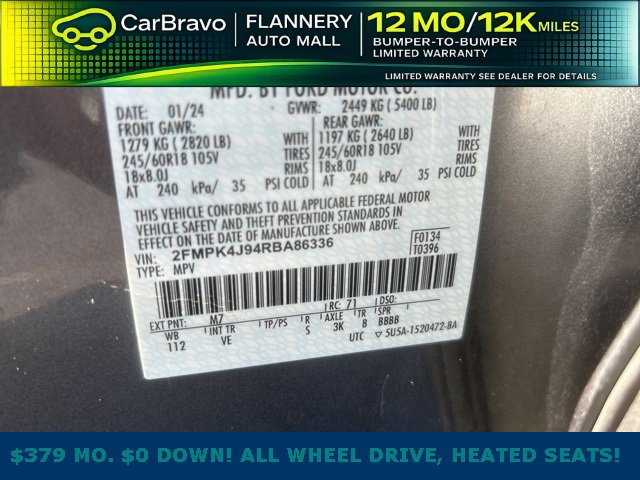 CarBravo
FLANNERY
AUTO MALL
12 MO/12K MILES
BUMPER-TO-BUMPER
LIMITED WARRANTY
LIMITED WARRANTY SEE DEALER FOR DETAILS
MFD. BY FORD MOTOR CO.
DATE: 01/24 GVWR: 2449 KG ( 5400 LB)
FRONT GAWR: REAR GAWR:
1279 KG ( 2820 LB) WITH 1197 KG ( 2640 LB) WITH
245/60R18 105V TIRES 245/60R18 105V TIRES
18x8.0J RIMS 18x8.0J RIMS
AT 240 kPa/ 35 PSI COLD AT 240 kPa/ 35 PSI COLD
THIS VEHICLE CONFORMS TO ALL APPLICABLE FEDERAL MOTOR
VEHICLE SAFETY AND THEFT PREVENTION STANDARDS IN
EFFECT ON THE DATE OF MANUFACTURE SHOWN ABOVE.
VIN: 2FMPK4J94RBA86336 F0134
TYPE: MPV T0396
EXT PNT: M7 RC: 71 DSO:
WB INT TR TP/PS R AXLE TR SPR
112 VE S 3K 8 BBBB
UTC ▽ 5U5A-1520472-BA
$379 MO. $0 DOWN! ALL WHEEL DRIVE, HEATED SEATS!